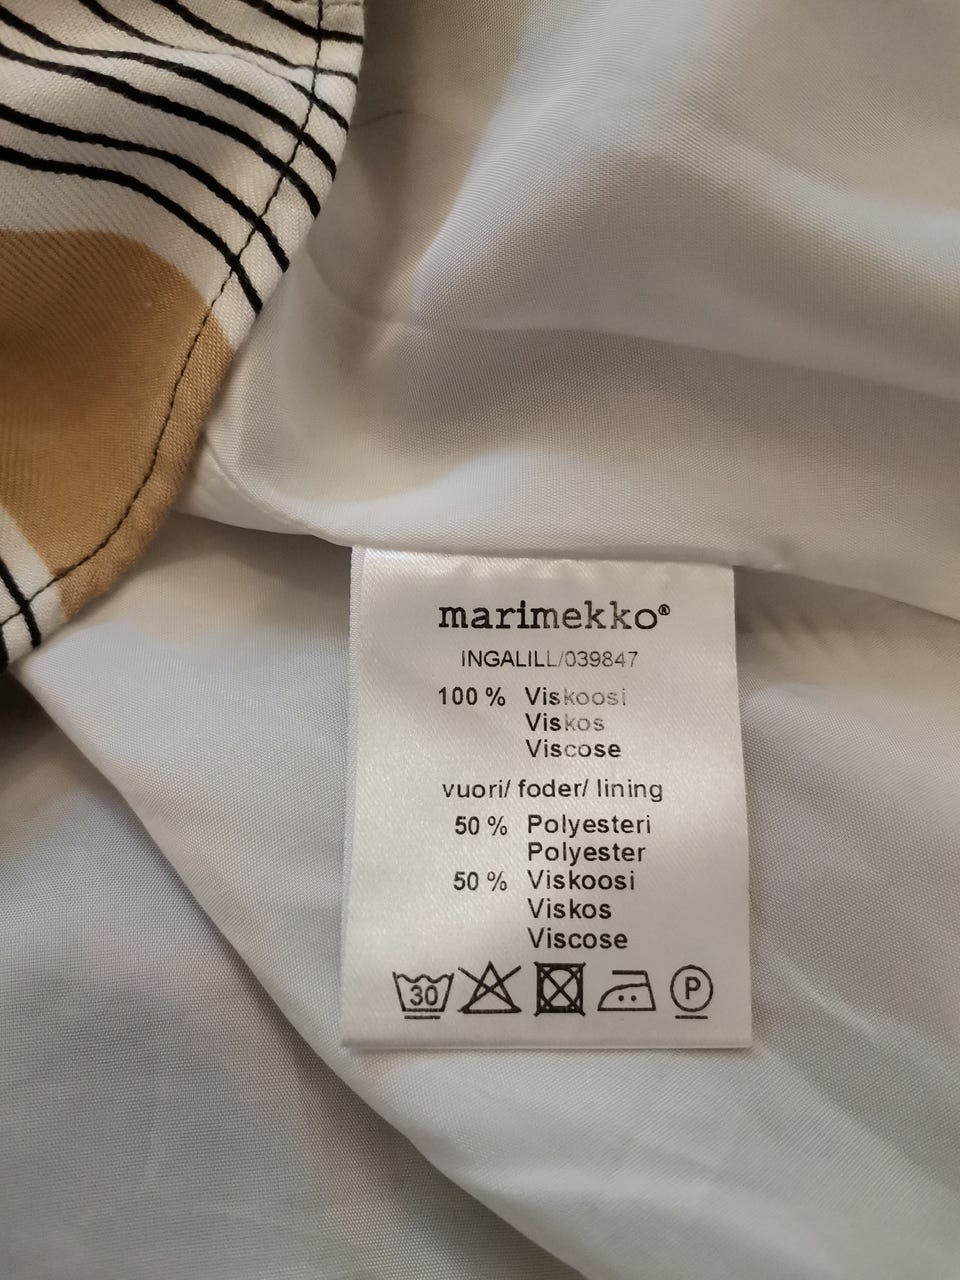 marimekko®
INGALILL/039847
100 % Viskoosi
Viskos
Viscose
vuori/ foder/ lining
50 % Polyesteri
Polyester
50 % Viskoosi
Viskos
Viscose
30 P